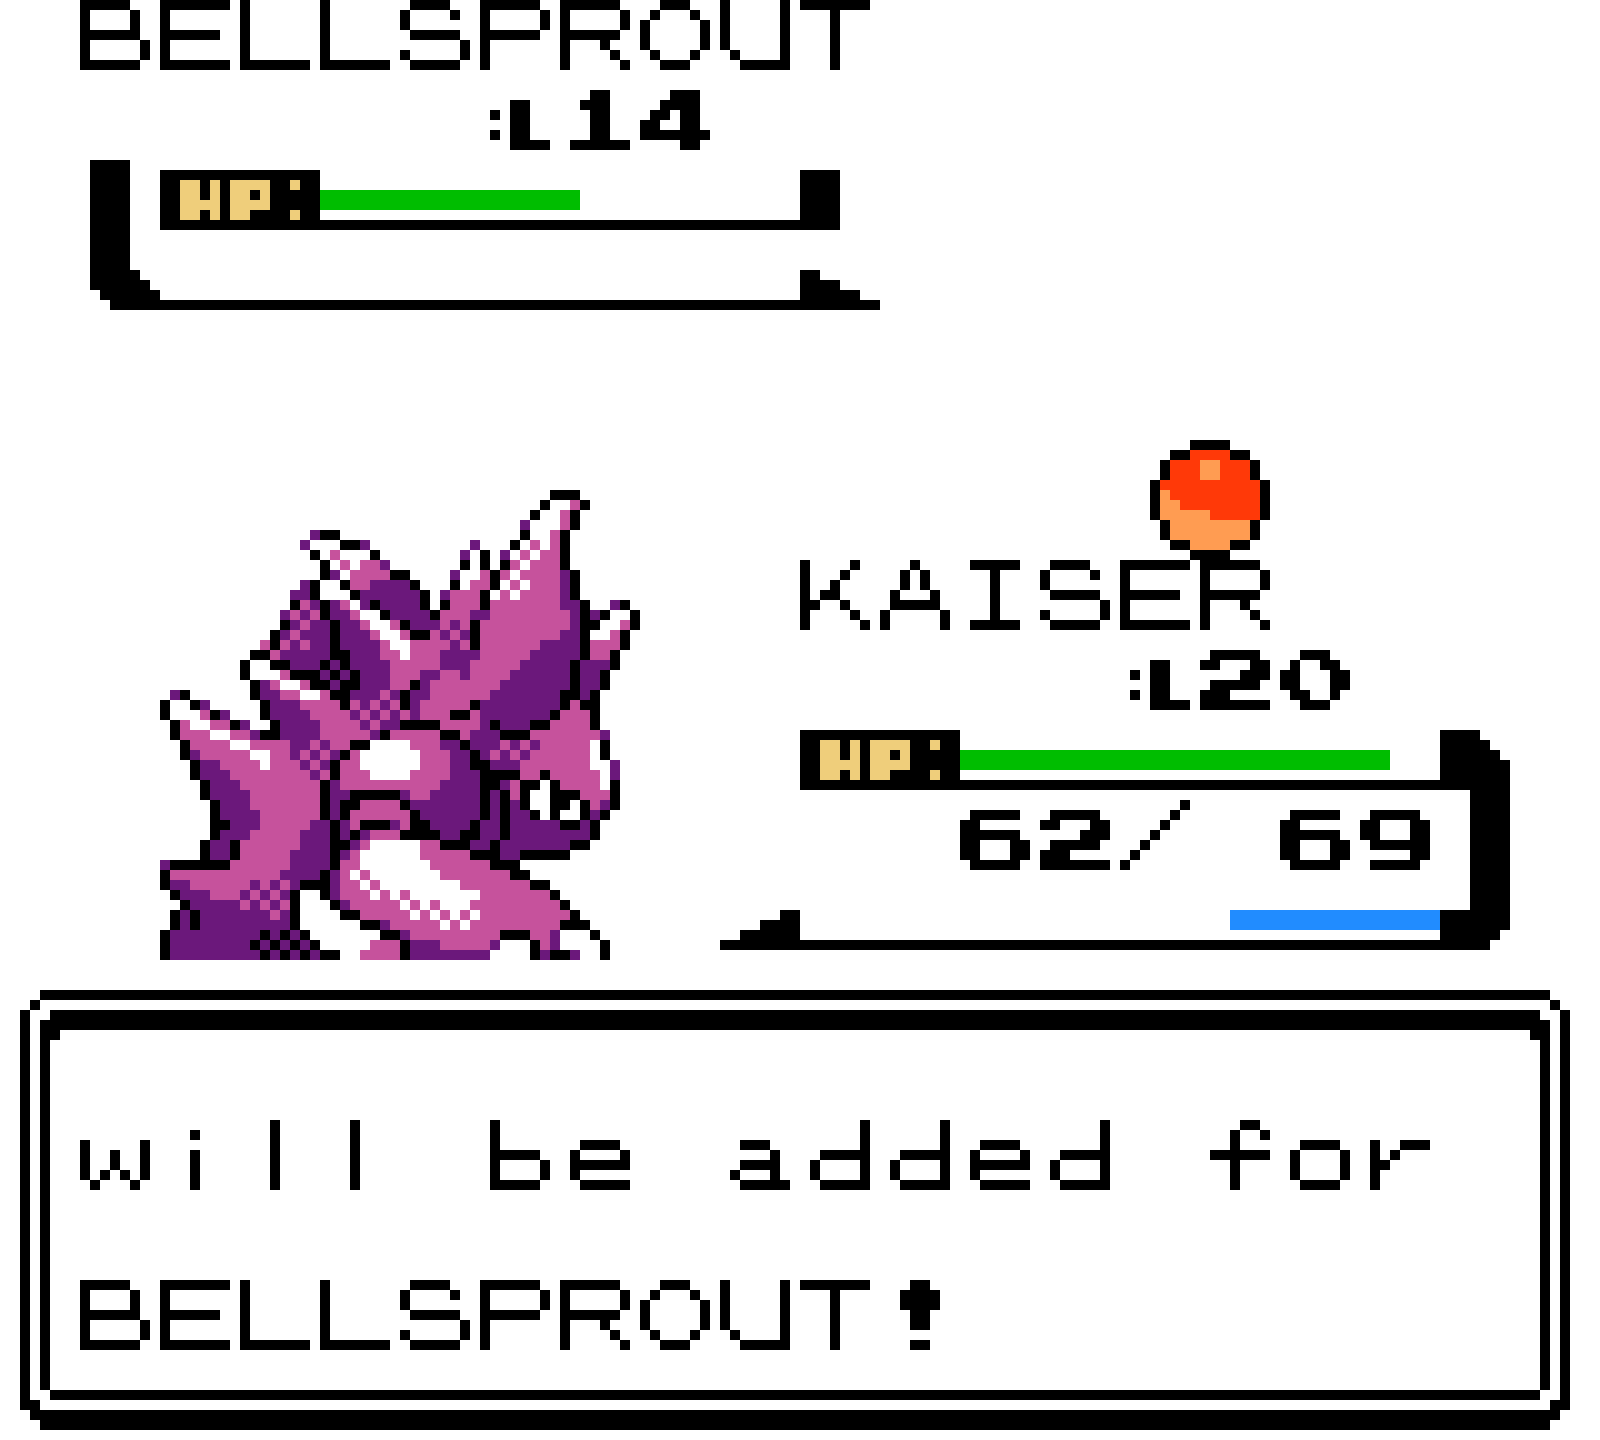 BELLSPROUT
:L14
HP:
KAISER
:L20
HP:
62/ 69
will be added for
BELLSPROUT!